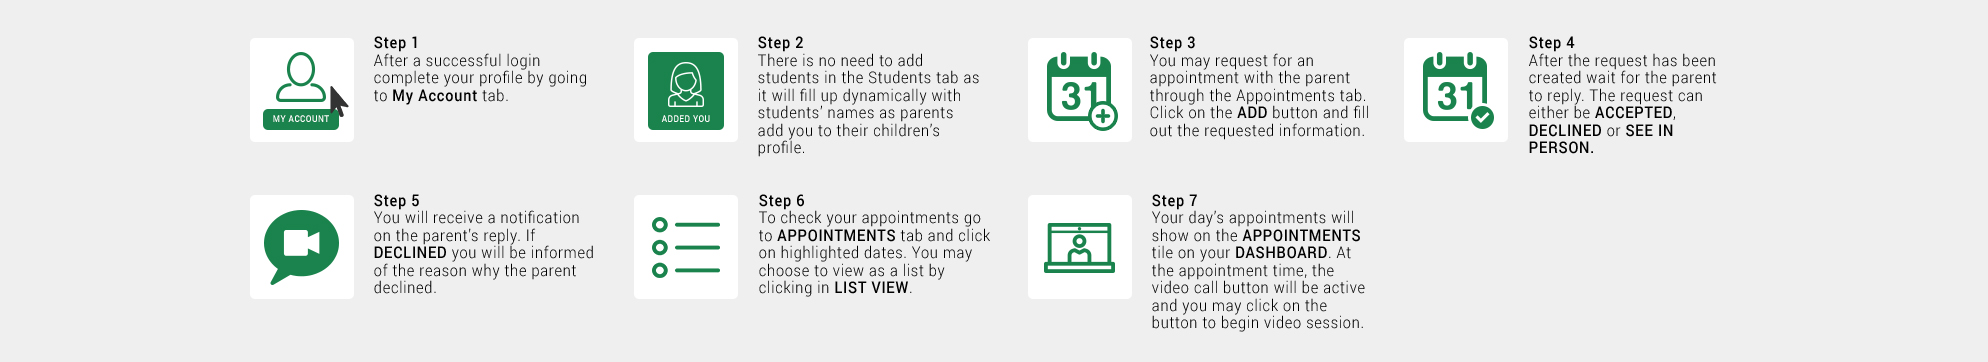 Step 1
After a successful login
complete your profile by going
to My Account tab.
MY ACCOUNT
Step 2
There is no need to add
students in the Students tab as
it will fill up dynamically with
students' names as parents
add you to their children's
profile.
ADDED YOU
Step 3
You may request for an
appointment with the parent
through the Appointments tab.
Click on the ADD button and fill
out the requested information.
31
Step 4
After the request has been
created wait for the parent
to reply. The request can
either be ACCEPTED,
DECLINED or SEE IN
PERSON.
31
Step 5
You will receive a notification
on the parent's reply. If
DECLINED you will be informed
of the reason why the parent
declined.
Step 6
To check your appointments go
to APPOINTMENTS tab and click
on highlighted dates. You may
choose to view as a list by
clicking in LIST VIEW.
Step 7
Your day's appointments will
show on the APPOINTMENTS
tile on your DASHBOARD. At
the appointment time, the
video call button will be active
and you may click on the
button to begin video session.